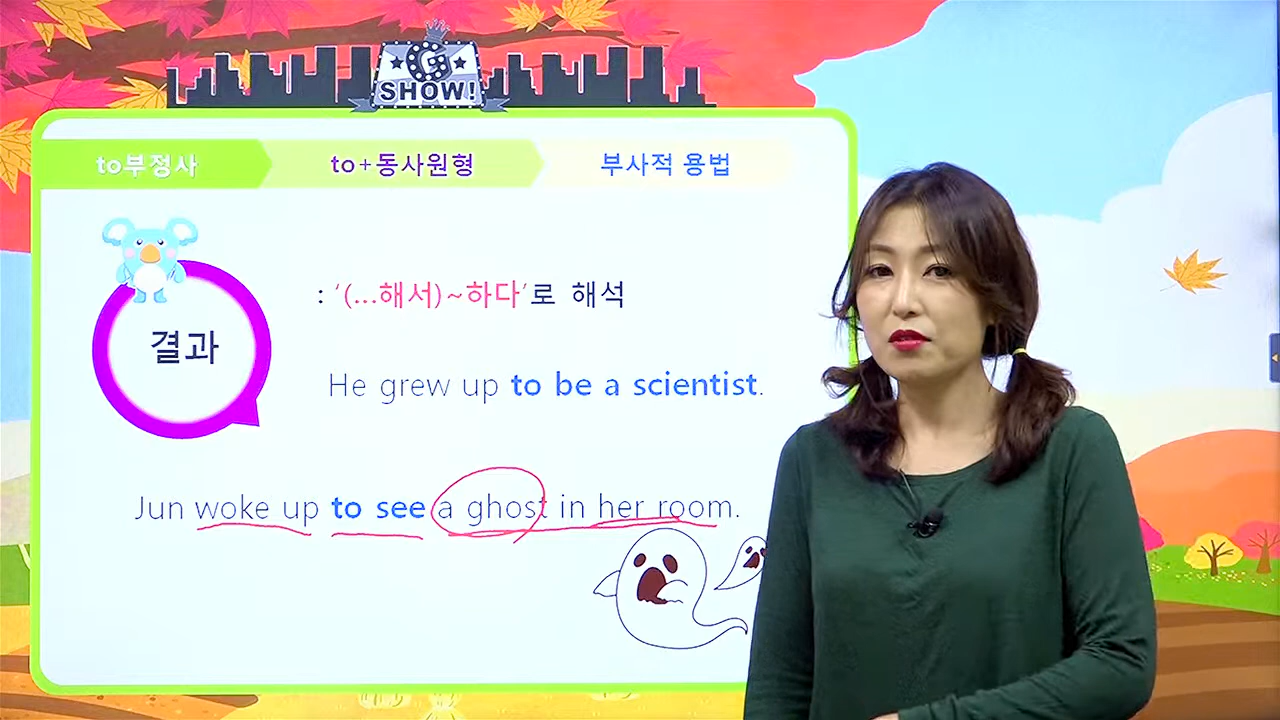 G
SHOW!
to부정사 to+동사원형 부사적 용법
결과
: '(...해서)~하다'로 해석
He grew up to be a scientist.
Jun woke up to see a ghost in her room.